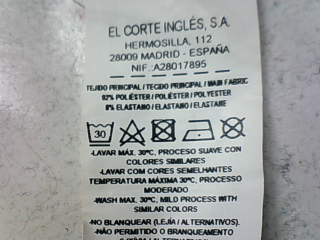 EL CORTE INGLÉS, S.A.
HERMOSILLA, 112
28009 MADRID - ESPAÑA
NIF.:A28017895
TEJIDO PRINCIPAL / TECIDO PRINCIPAL / MAIN FABRIC
92% POLIÉSTER / POLIÉSTER / POLYESTER
8% ELASTANO / ELASTANO / ELASTANE
30
-LAVAR MÁX. 30ºC, PROCESO SUAVE CON
COLORES SIMILARES
-LAVAR COM CORES SEMELHANTES
TEMPERATURA MÁXIMA 30ºC, PROCESSO
MODERADO
-WASH MAX. 30ºC, MILD PROCESS WITH
SIMILAR COLORS
-NO BLANQUEAR (LEJÍA / ALTERNATIVOS).
-NÃO PERMITIDO O BRANQUEAMENTO